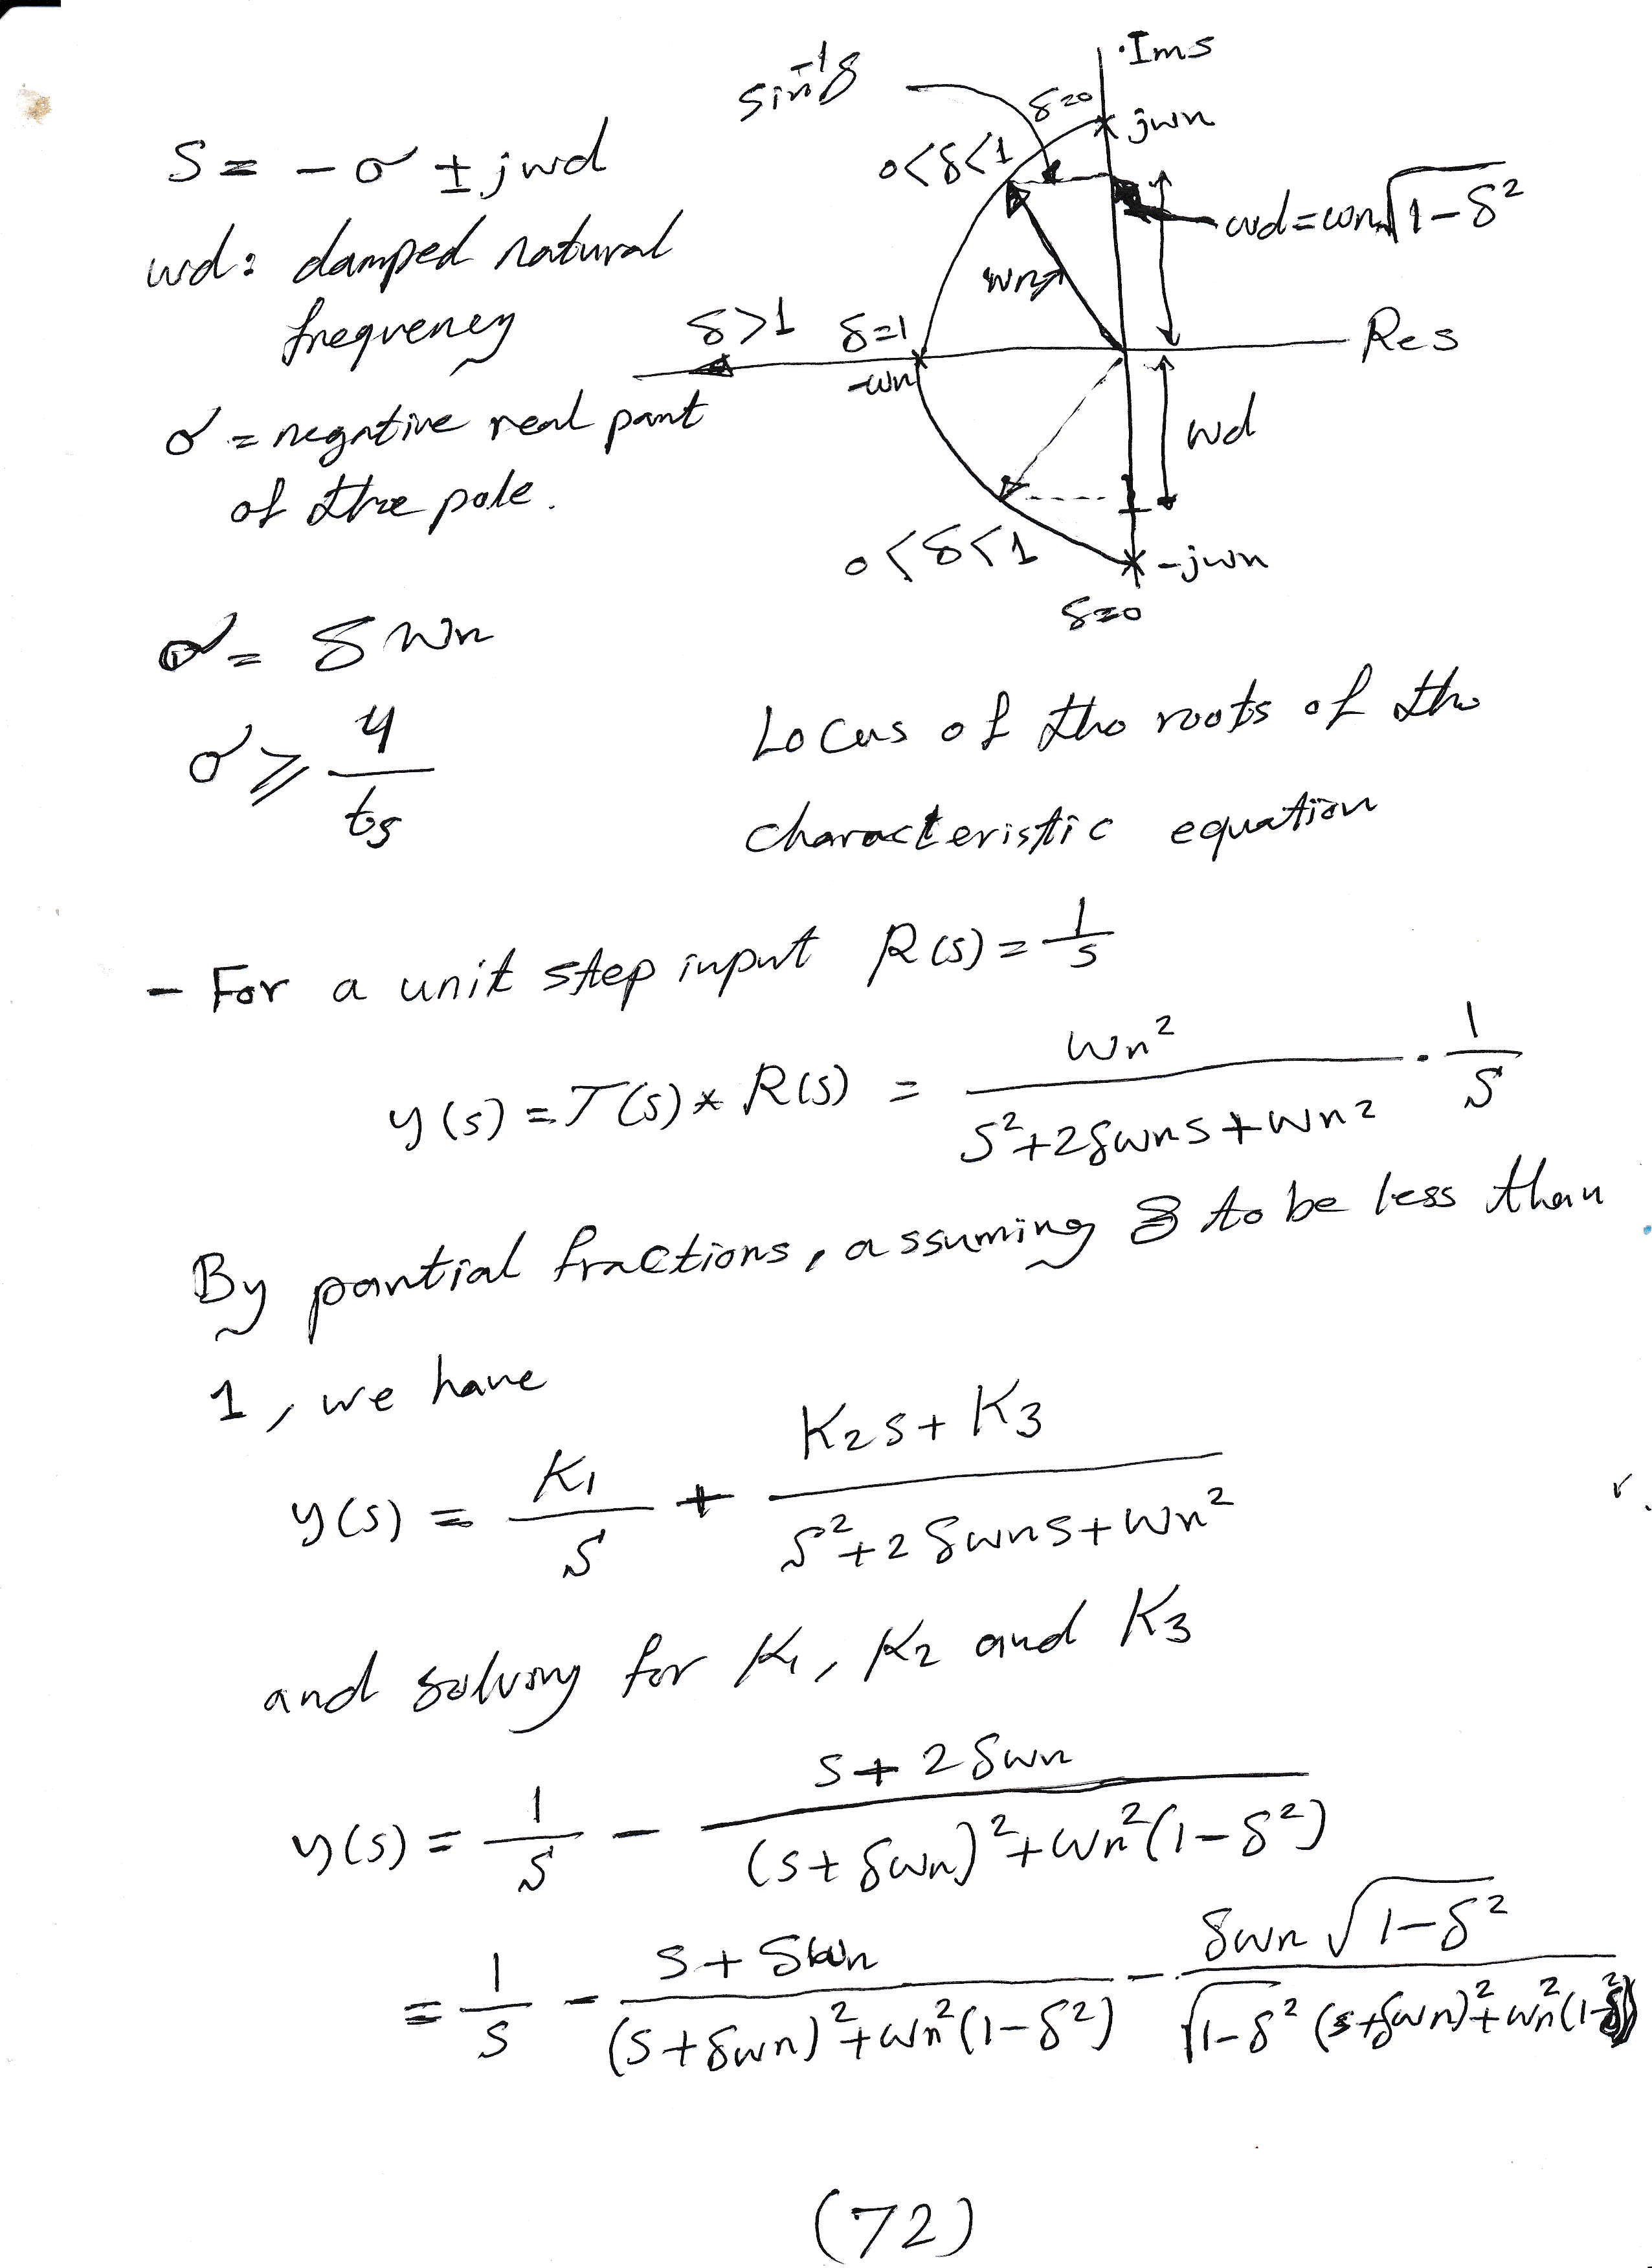 sin⁻¹δ
Ims
δ=0
jwn
S = -σ ± jwd
0<δ<1
wd=wn√1-δ²
wd: damped natural
wn
frequency
δ>1 δ=1
Res
-wn
σ = negative real part
wd
of the pole.
0<δ<1
-jwn
δ=0
σ = δwn
σ ⩾ 4/ts
Locus of the roots of the
characteristic equation
- For a unit step input R(s) = 1/s
y(s) = T(s) * R(s) = wn²/(s²+2δwns+wn²) · 1/s
By partial fractions, assuming δ to be less than
1, we have
y(s) = K1/s + (K2s+K3)/(s²+2δwns+wn²)
and solving for K1, K2 and K3
y(s) = 1/s - (s+2δwn)/((s+δwn)²+wn²(1-δ²))
= 1/s - (s+δwn)/((s+δwn)²+wn²(1-δ²)) - δwn√1-δ²/(√1-δ² (s+δwn)²+wn²(1-δ²))
(72)